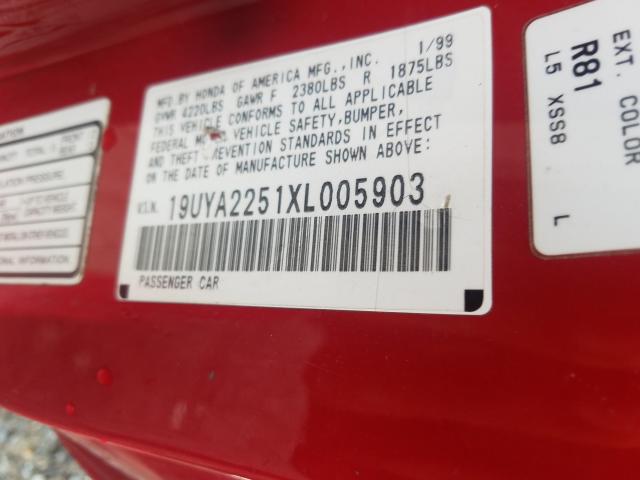 MFD.BY HONDA OF AMERICA MFG.,INC. 1/99
GVWR 4220LBS GAWR F 2380LBS R 1875LBS
THIS VEHICLE CONFORMS TO ALL APPLICABLE
FEDERAL MOTOR VEHICLE SAFETY,BUMPER,
AND THEFT PREVENTION STANDARDS IN EFFECT
ON THE DATE OF MANUFACTURE SHOWN ABOVE:
V.I.N. 19UYA2251XL005903
PASSENGER CAR
EXT. COLOR
R81
L5 XSS8
L